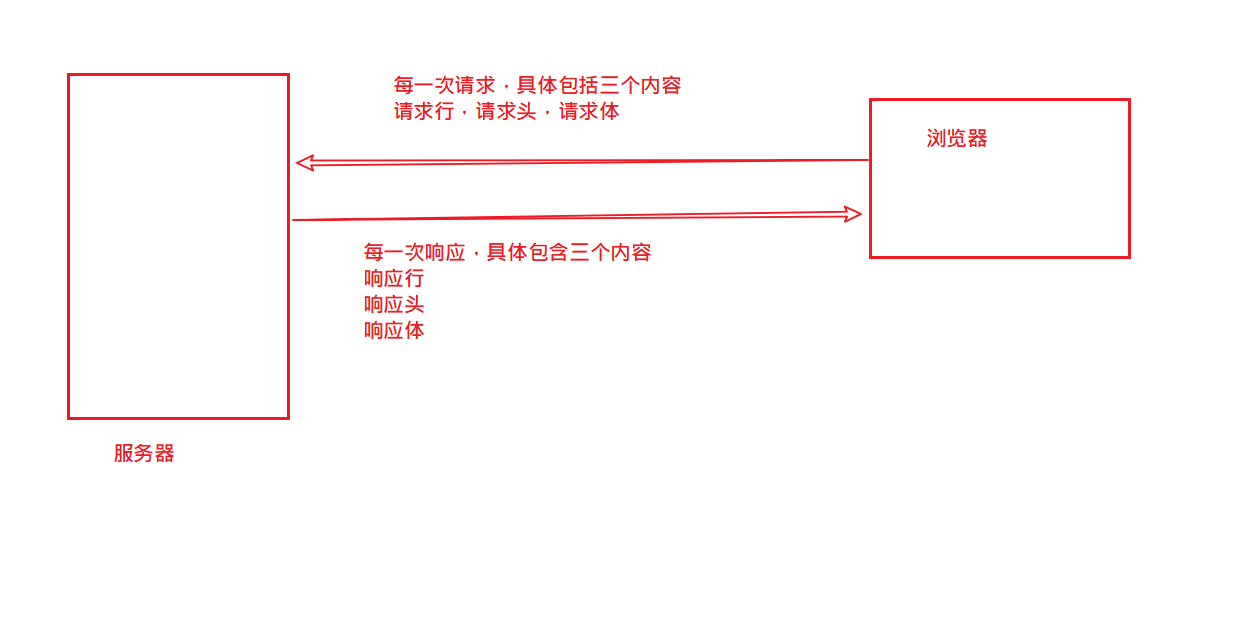 每一次请求，具体包括三个内容
请求行，请求头，请求体
浏览器
每一次响应，具体包含三个内容
响应行
响应头
响应体
服务器